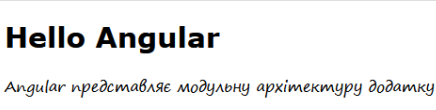 Hello Angular
Angular представляє модульну архітектуру додатку